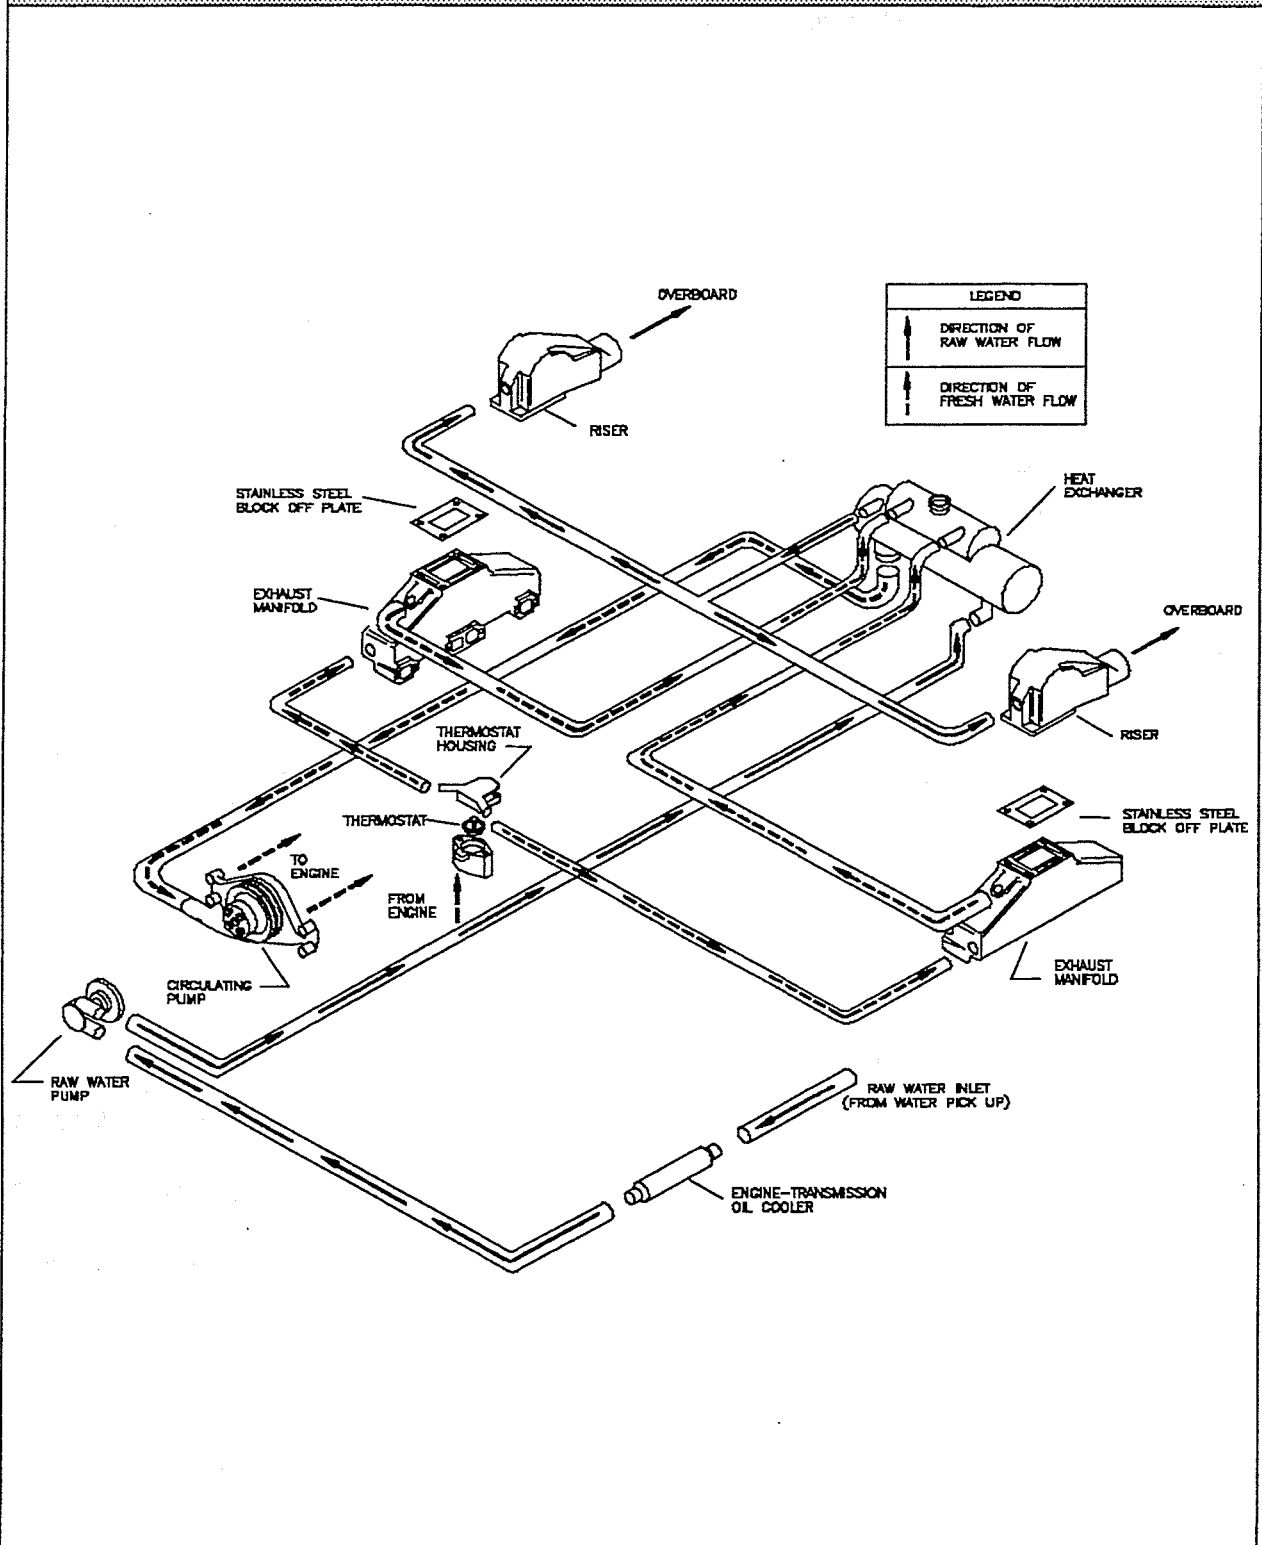 OVERBOARD
LEGEND
DIRECTION OF
RAW WATER FLOW
DIRECTION OF
FRESH WATER FLOW
RISER
STAINLESS STEEL
BLOCK OFF PLATE
HEAT
EXCHANGER
EXHAUST
MANIFOLD
OVERBOARD
THERMOSTAT
HOUSING
RISER
THERMOSTAT
STAINLESS STEEL
BLOCK OFF PLATE
TO
ENGINE
FROM
ENGINE
CIRCULATING
PUMP
EXHAUST
MANIFOLD
RAW WATER
PUMP
RAW WATER INLET
(FROM WATER PICK UP)
ENGINE-TRANSMISSION
OIL COOLER